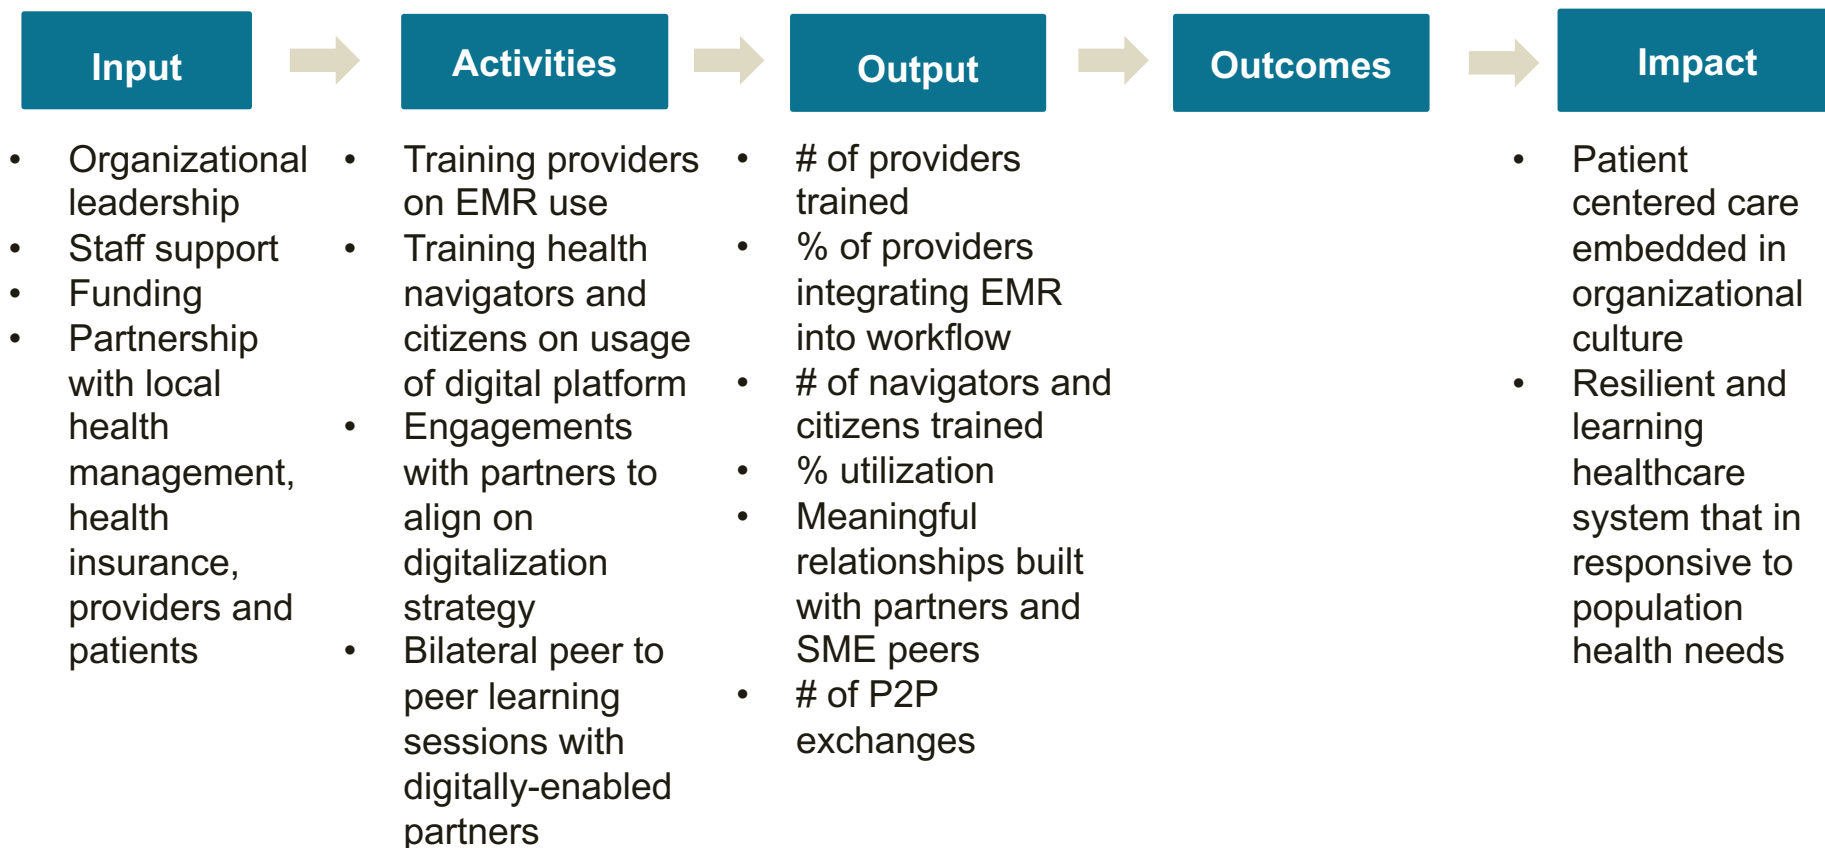 Input
Activities
Output
Outcomes
Impact
• Organizational
leadership
• Staff support
• Funding
• Partnership
with local
health
management,
health
insurance,
providers and
patients
• Training providers
on EMR use
• Training health
navigators and
citizens on usage
of digital platform
• Engagements
with partners to
align on
digitalization
strategy
• Bilateral peer to
peer learning
sessions with
digitally-enabled
partners
• # of providers
trained
• % of providers
integrating EMR
into workflow
• # of navigators and
citizens trained
• % utilization
• Meaningful
relationships built
with partners and
SME peers
• # of P2P
exchanges
• Patient
centered care
embedded in
organizational
culture
• Resilient and
learning
healthcare
system that in
responsive to
population
health needs